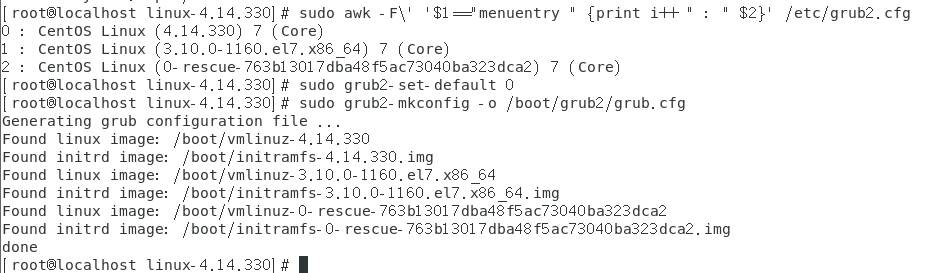 [root@localhost linux-4.14.330]# sudo awk -F\' '$1=="menuentry " {print i++ " : " $2}' /etc/grub2.cfg
0 : CentOS Linux (4.14.330) 7 (Core)
1 : CentOS Linux (3.10.0-1160.el7.x86_64) 7 (Core)
2 : CentOS Linux (0-rescue-763b13017dba48f5ac73040ba323dca2) 7 (Core)
[root@localhost linux-4.14.330]# sudo grub2-set-default 0
[root@localhost linux-4.14.330]# sudo grub2-mkconfig -o /boot/grub2/grub.cfg
Generating grub configuration file ...
Found linux image: /boot/vmlinuz-4.14.330
Found initrd image: /boot/initramfs-4.14.330.img
Found linux image: /boot/vmlinuz-3.10.0-1160.el7.x86_64
Found initrd image: /boot/initramfs-3.10.0-1160.el7.x86_64.img
Found linux image: /boot/vmlinuz-0-rescue-763b13017dba48f5ac73040ba323dca2
Found initrd image: /boot/initramfs-0-rescue-763b13017dba48f5ac73040ba323dca2.img
done
[root@localhost linux-4.14.330]#